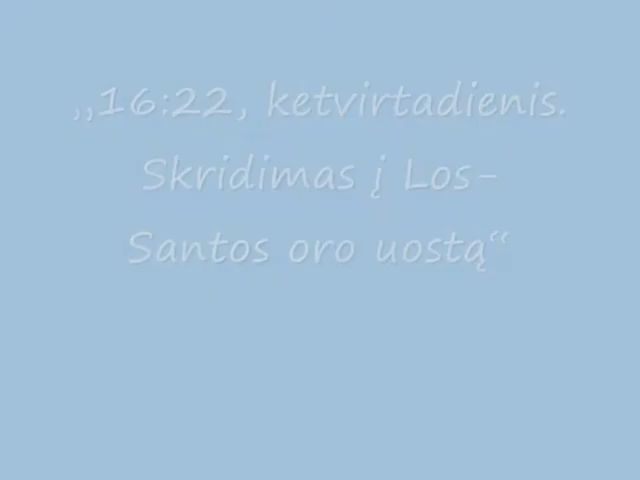 „16:22, ketvirtadienis.
Skridimas į Los-
Santos oro uostą“